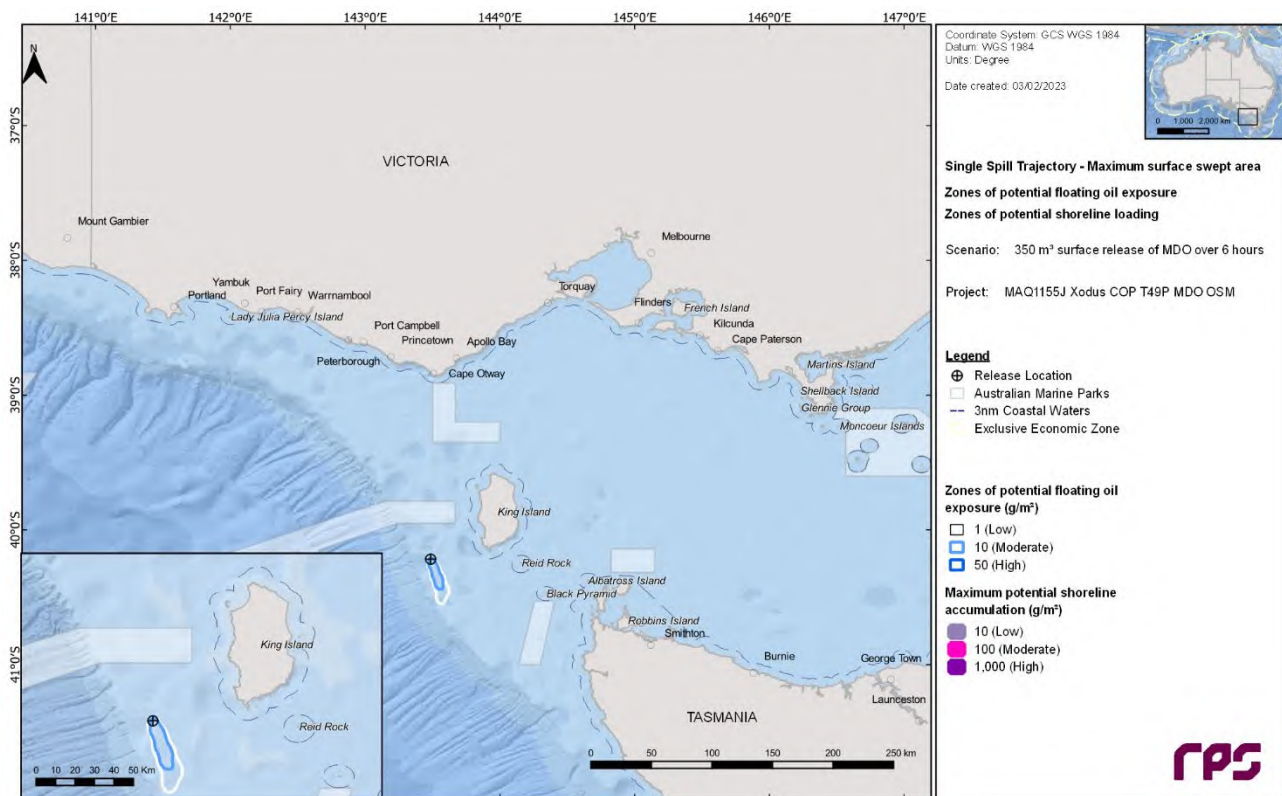 141°0'E 142°0'E 143°0'E 144°0'E 145°0'E 146°0'E 147°0'E
N
37°0'S
38°0'S
39°0'S
40°0'S
41°0'S
VICTORIA
Mount Gambier
Melbourne
Yambuk
Portland
Port Fairy
Warrnambool
Lady Julia Percy Island
Torquay
Flinders
French Island
Kilcunda
Port Campbell
Princetown
Apollo Bay
Cape Paterson
Peterborough
Cape Otway
Martins Island
Shellback Island
Glennie Group
Moncoeur Islands
King Island
Reid Rock
Albatross Island
Black Pyramid
Robbins Island
Smithton
Burnie
George Town
Launceston
TASMANIA
0 50 100 150 200 250 km
King Island
Reid Rock
0 10 20 30 40 50 Km
Coordinate System: GCS WGS 1984
Datum: WGS 1984
Units: Degree
Date created: 03/02/2023
0 1,000 2,000 km
Single Spill Trajectory - Maximum surface swept area
Zones of potential floating oil exposure
Zones of potential shoreline loading
Scenario: 350 m³ surface release of MDO over 6 hours
Project: MAQ1155J Xodus COP T49P MDO OSM
Legend
Release Location
Australian Marine Parks
3nm Coastal Waters
Exclusive Economic Zone
Zones of potential floating oil
exposure (g/m²)
1 (Low)
10 (Moderate)
50 (High)
Maximum potential shoreline
accumulation (g/m²)
10 (Low)
100 (Moderate)
1,000 (High)
rps